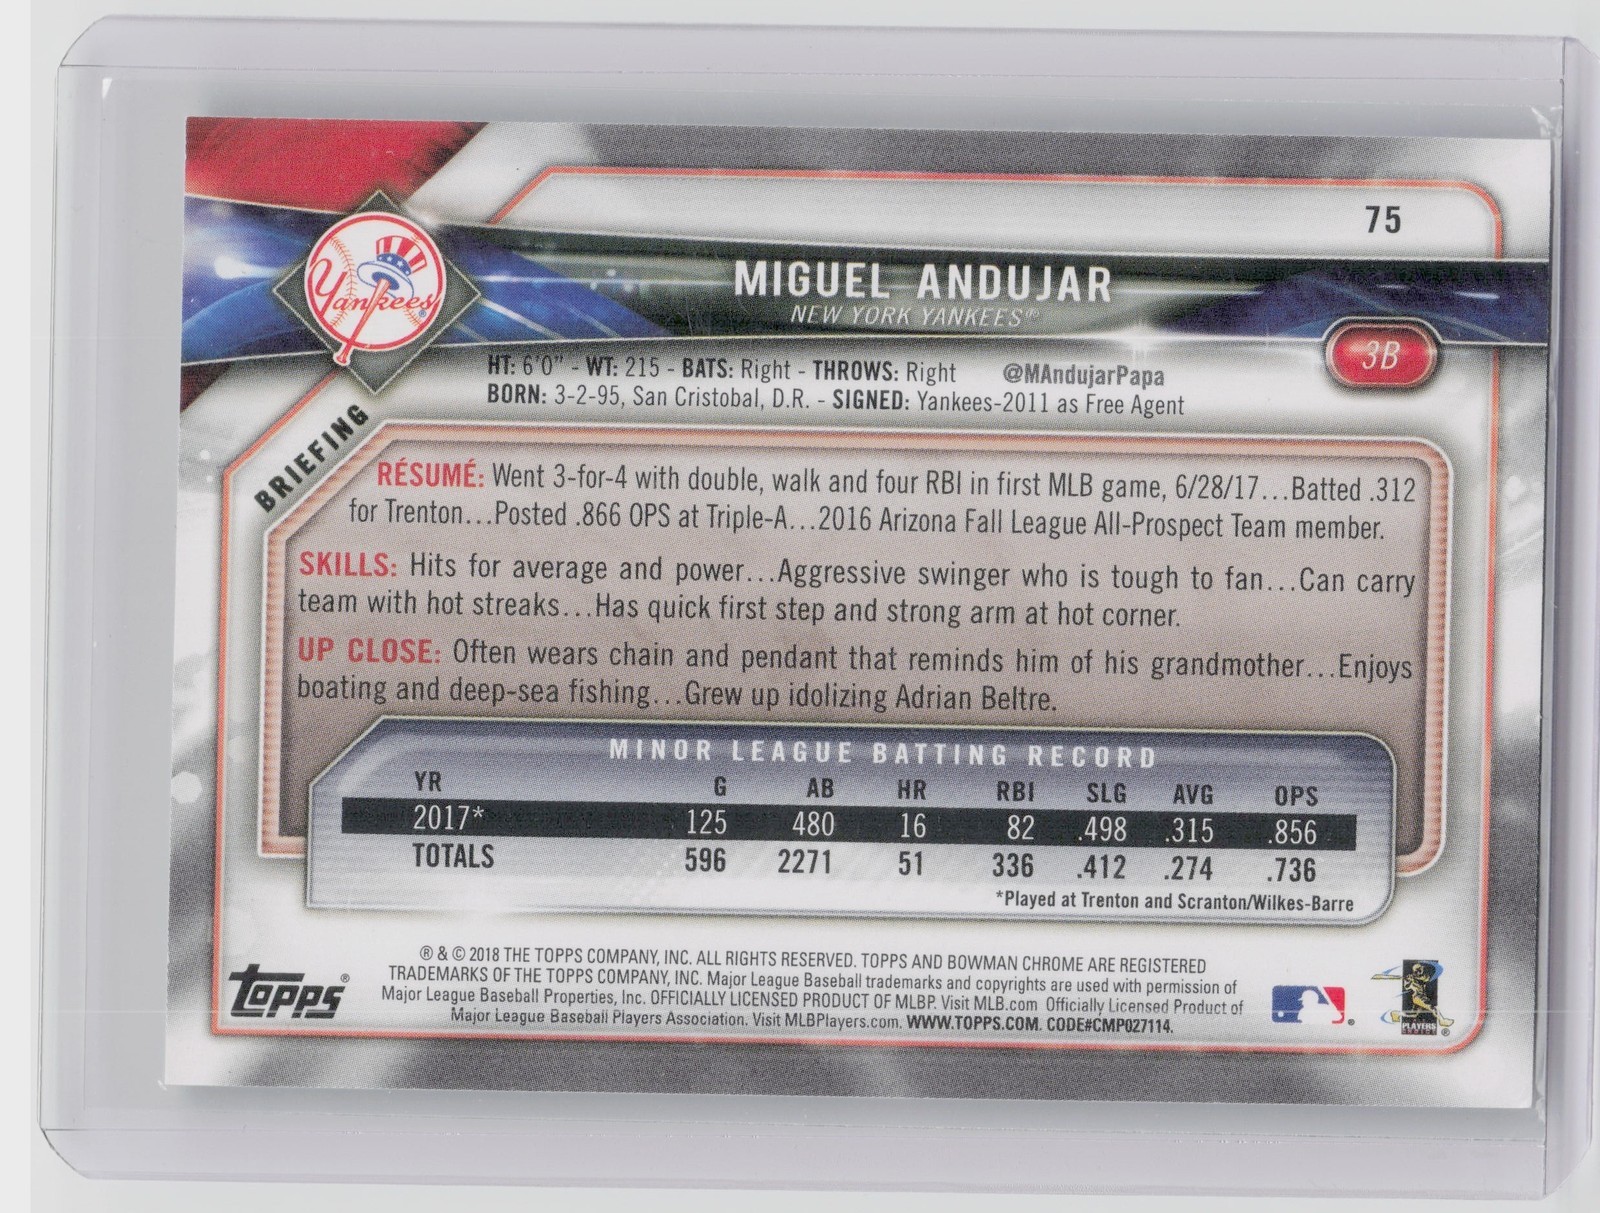 75
Yankees®
MIGUEL ANDUJAR
NEW YORK YANKEES®
3B
HT: 6'0" - WT: 215 - BATS: Right - THROWS: Right @MAndujarPapa
BORN: 3-2-95, San Cristobal, D.R. - SIGNED: Yankees-2011 as Free Agent
BRIEFING
RÉSUMÉ: Went 3-for-4 with double, walk and four RBI in first MLB game, 6/28/17...Batted .312
for Trenton...Posted .866 OPS at Triple-A...2016 Arizona Fall League All-Prospect Team member.
SKILLS: Hits for average and power...Aggressive swinger who is tough to fan...Can carry
team with hot streaks...Has quick first step and strong arm at hot corner.
UP CLOSE: Often wears chain and pendant that reminds him of his grandmother...Enjoys
boating and deep-sea fishing...Grew up idolizing Adrian Beltre.
MINOR LEAGUE BATTING RECORD
YR G AB HR RBI SLG AVG OPS
2017* 125 480 16 82 .498 .315 .856
TOTALS 596 2271 51 336 .412 .274 .736
*Played at Trenton and Scranton/Wilkes-Barre
® & © 2018 THE TOPPS COMPANY, INC. ALL RIGHTS RESERVED. TOPPS AND BOWMAN CHROME ARE REGISTERED
TRADEMARKS OF THE TOPPS COMPANY, INC. Major League Baseball trademarks and copyrights are used with permission of
Major League Baseball Properties, Inc. OFFICIALLY LICENSED PRODUCT OF MLBP. Visit MLB.com Officially Licensed Product of
Major League Baseball Players Association. Visit MLBPlayers.com. WWW.TOPPS.COM. CODE#CMP027114.
topps®
PLAYERS
CHOICE
®